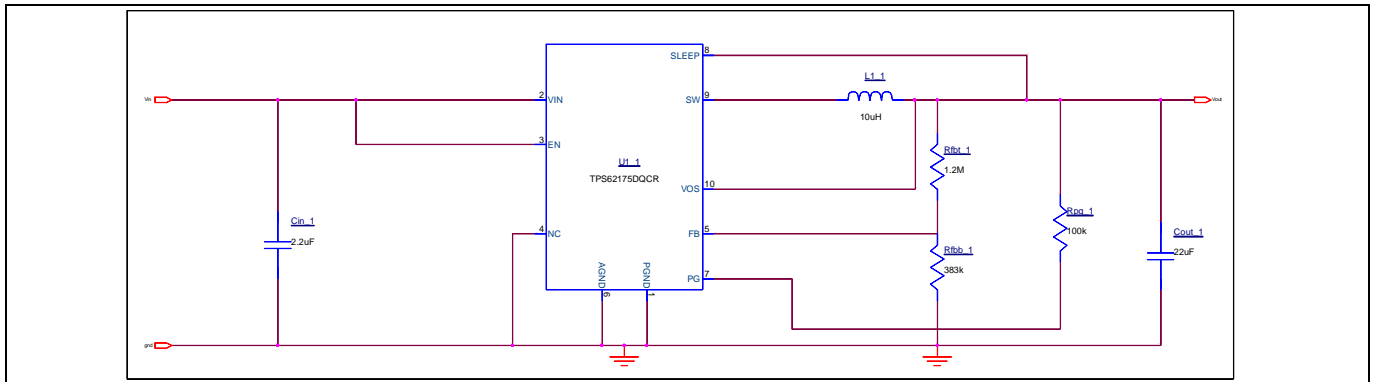 8
SLEEP
L1_1
Vin
2
VIN
SW
9
Vout
10uH
3
EN
Rfbt_1
U1_1
1.2M
TPS62175DQCR
VOS
10
Rpg_1
Cin_1
4
NC
FB
5
100k
Cout_1
2.2uF
Rfbb_1
22uF
383k
AGND
PGND
PG
7
6
1
gnd